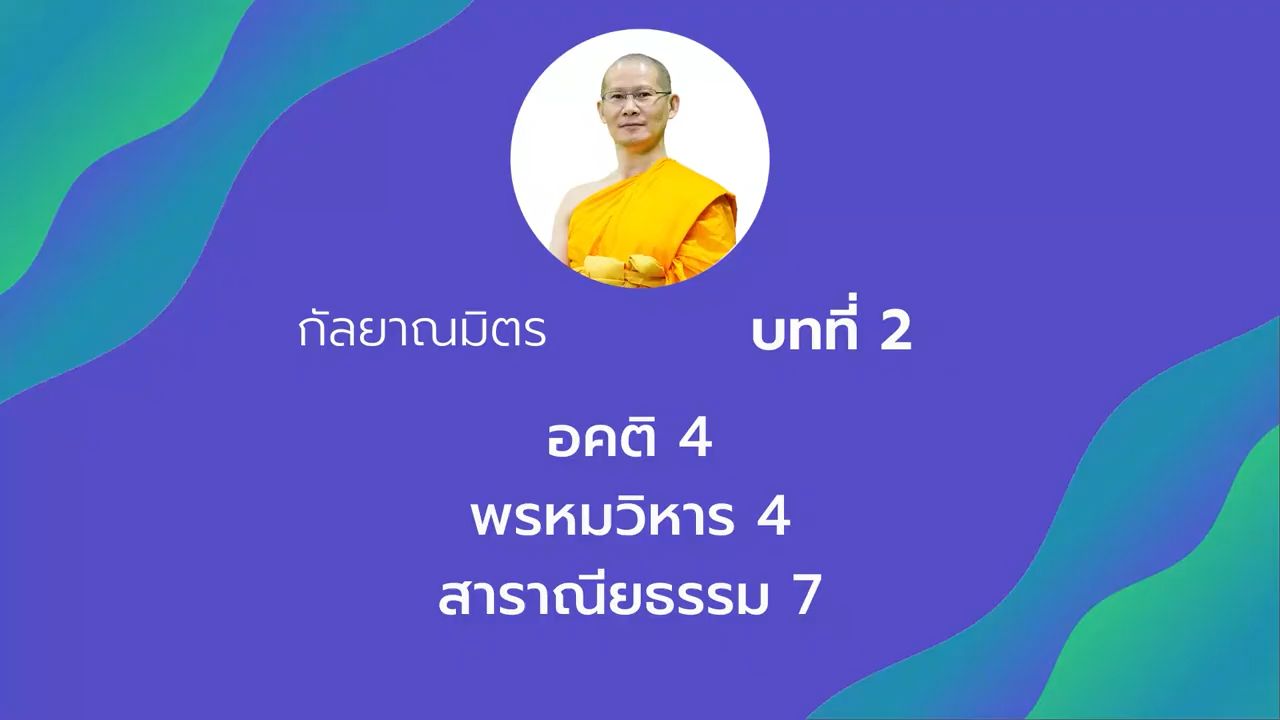 กัลยาณมิตร บทที่ 2
อคติ 4
พรหมวิหาร 4
สาราณียธรรม 7